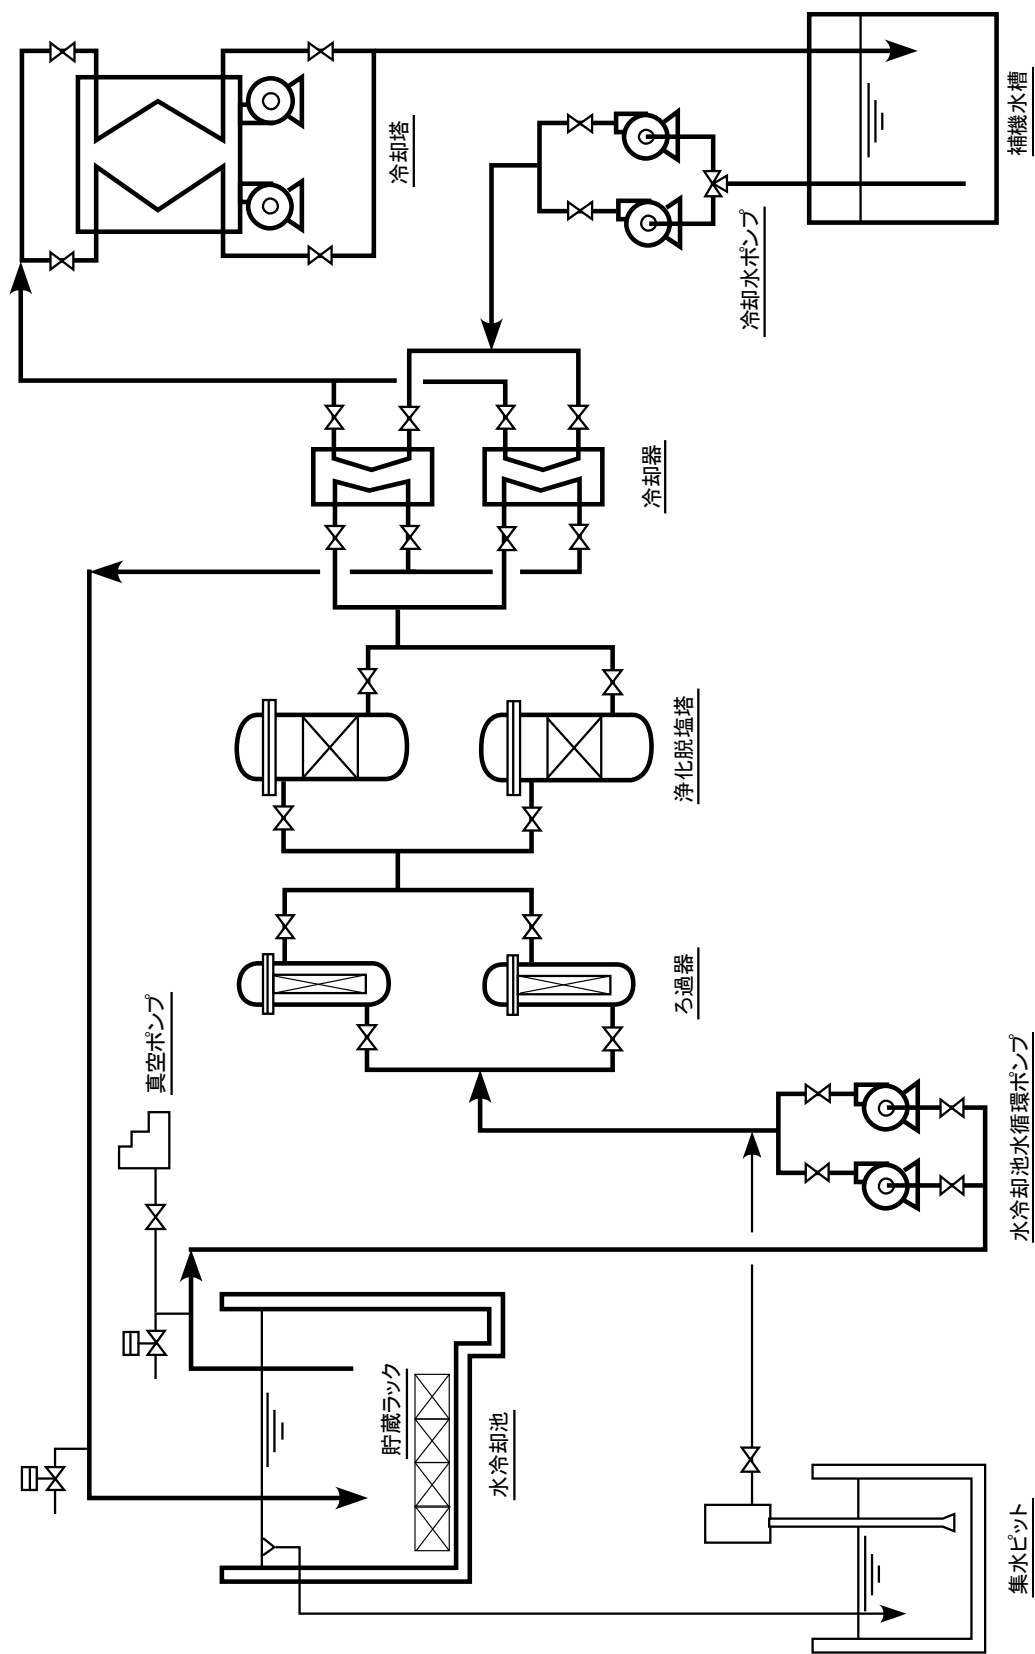 補機水槽
冷却塔
冷却水ポンプ
冷却器
浄化脱塩塔
ろ過器
真空ポンプ
水冷却池水循環ポンプ
貯蔵ラック
水冷却池
集水ピット